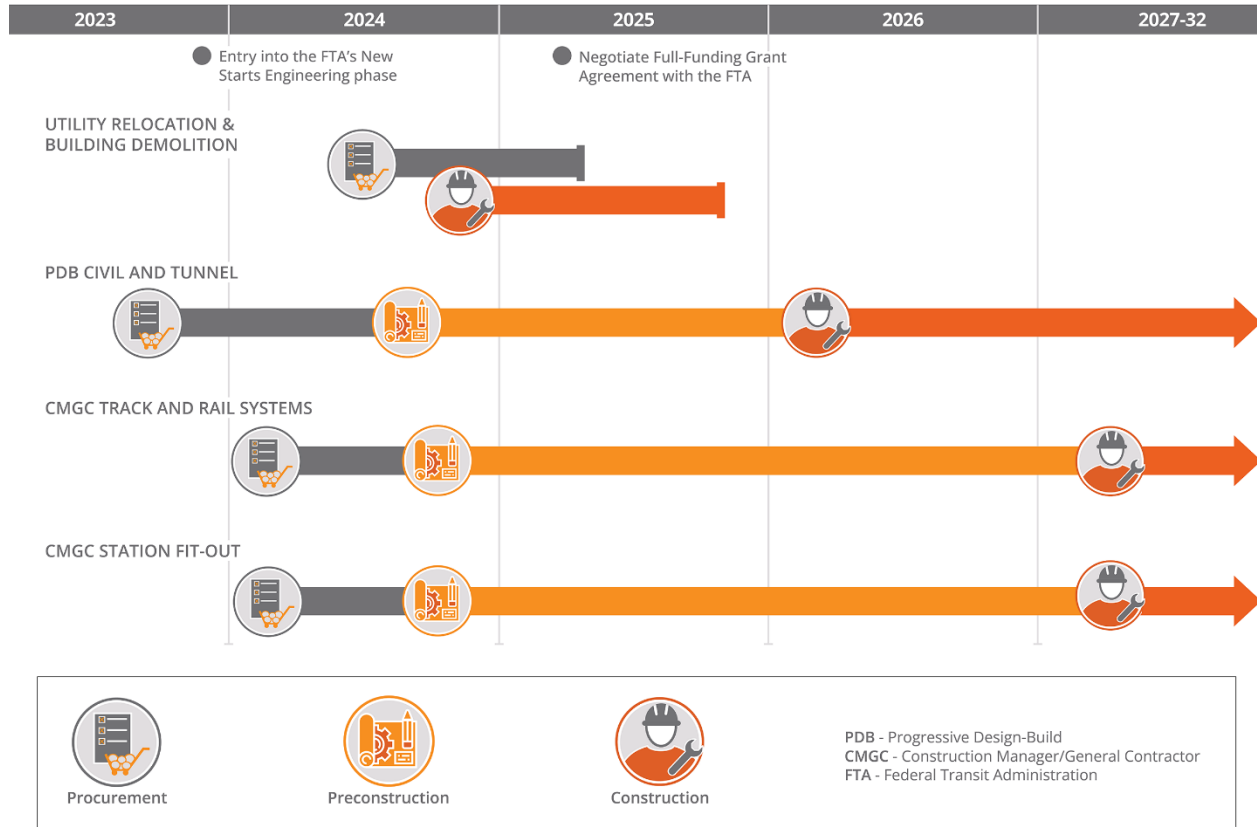 2023
2024
2025
2026
2027-32
Entry into the FTA’s New
Starts Engineering phase
Negotiate Full-Funding Grant
Agreement with the FTA
UTILITY RELOCATION &
BUILDING DEMOLITION
PDB CIVIL AND TUNNEL
CMGC TRACK AND RAIL SYSTEMS
CMGC STATION FIT-OUT
Procurement
Preconstruction
Construction
PDB - Progressive Design-Build
CMGC - Construction Manager/General Contractor
FTA - Federal Transit Administration